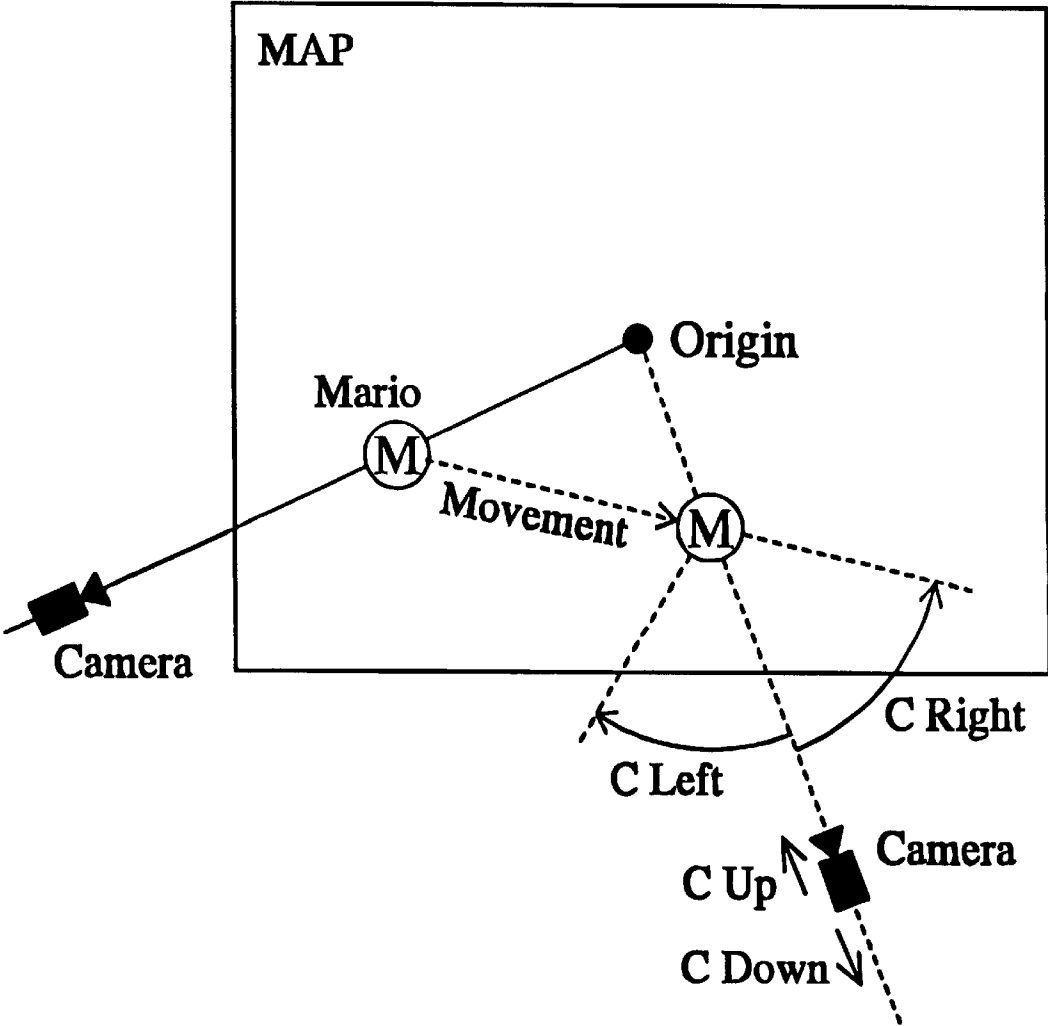 MAP
Origin
Mario
M
Movement
M
Camera
C Right
C Left
Camera
C Up
C Down